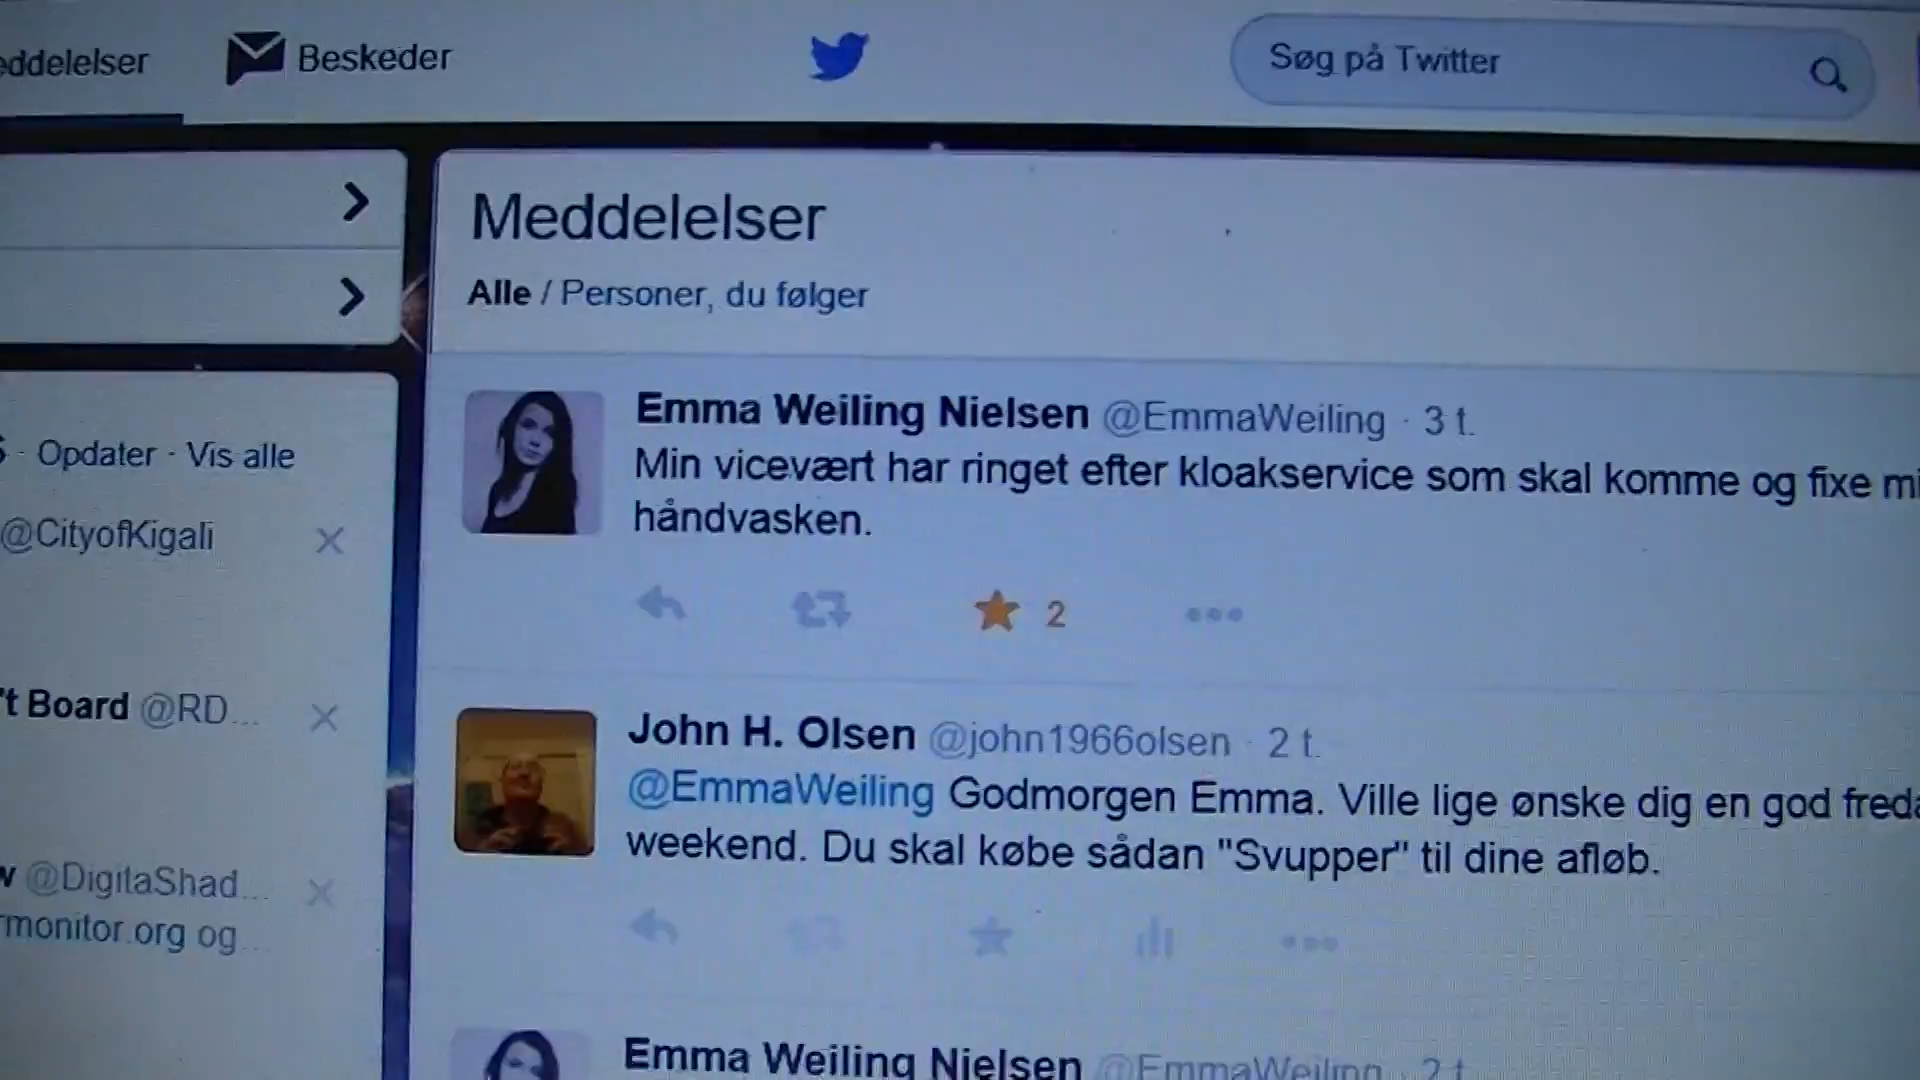 Beskeder
Søg på Twitter
Meddelelser
Alle / Personer, du følger
Opdater · Vis alle
@CityofKigali
't Board @RD...
@DigitaShad...
monitor.org og...
Emma Weiling Nielsen @EmmaWeiling · 3 t.
Min vicevært har ringet efter kloakservice som skal komme og fixe
håndvasken.
2
John H. Olsen @john1966olsen · 2 t.
@EmmaWeiling Godmorgen Emma. Ville lige ønske dig en god
weekend. Du skal købe sådan "Svupper" til dine afløb.
Emma Weiling Nielsen @EmmaWeiling · 2 t.